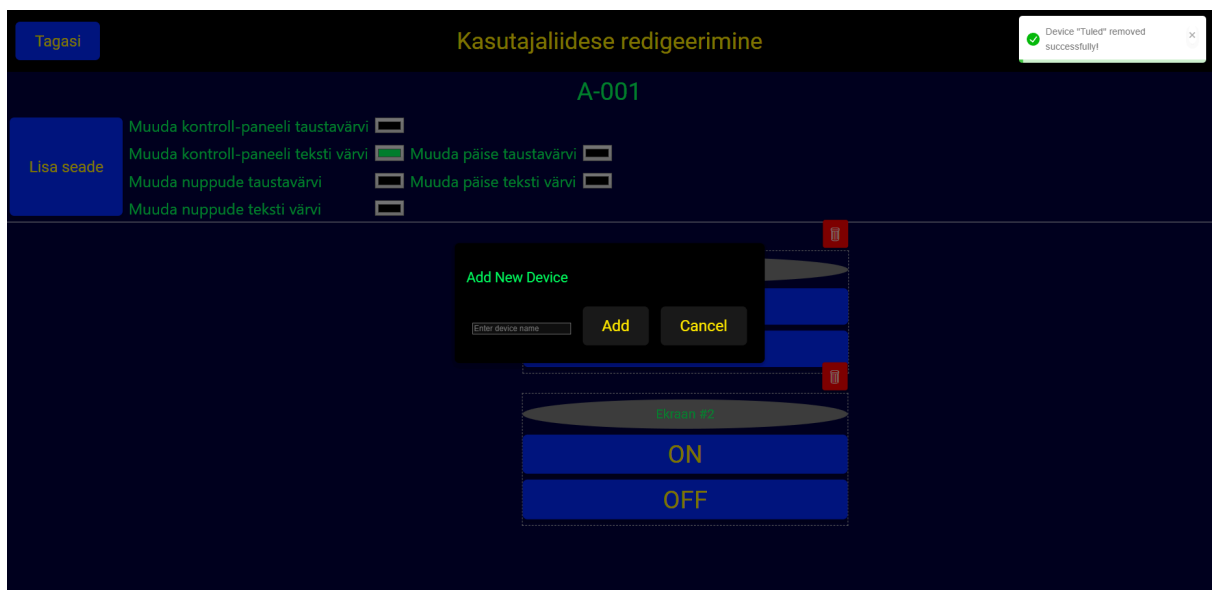 Tagasi
Kasutajaliidese redigeerimine
Device "Tuled" removed
successfully!
A-001
Lisa seade
Muuda kontroll-paneeli taustavärvi
Muuda kontroll-paneeli teksti värvi
Muuda päise taustavärvi
Muuda nuppude taustavärvi
Muuda päise teksti värvi
Muuda nuppude teksti värvi
Add New Device
Enter device name
Add
Cancel
Ekraan #2
ON
OFF